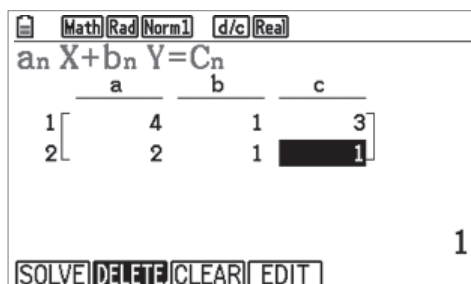 Math Rad Norm1 d/c Real
an X+bn Y=Cn
a b c
1 4 1 3
2 2 1 1
1
SOLVE DELETE CLEAR EDIT